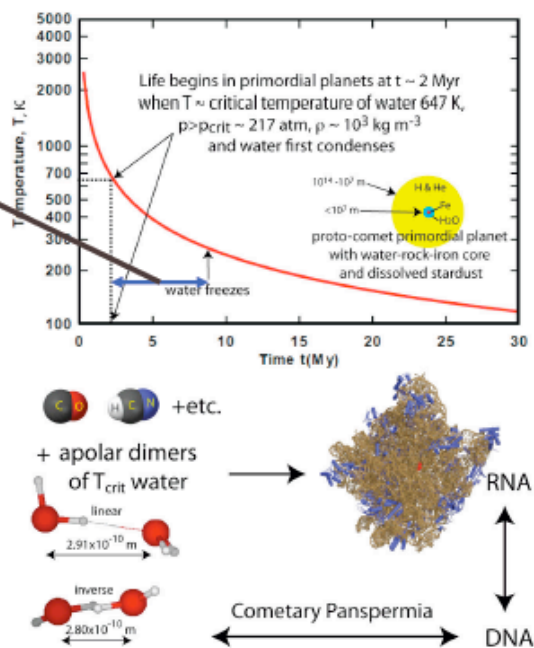 5000
4000
3000
2000
1000
700
500
400
300
200
100
Temperature, T, K
Life begins in primordial planets at t ~ 2 Myr
when T ≈ critical temperature of water 647 K,
p>pcrit ~ 217 atm, ρ ~ 10³ kg m⁻³
and water first condenses
H & He
10¹⁴ -10⁷ m
Fe
<10⁷ m
H2O
proto-comet primordial planet
with water-rock-iron core
and dissolved stardust
water freezes
0 5 10 15 20 25 30
Time t(My)
C O H C N +etc.
+ apolar dimers
of Tcrit water
RNA
linear
2.91x10⁻¹⁰ m
inverse
2.80x10⁻¹⁰ m
Cometary Panspermia
DNA